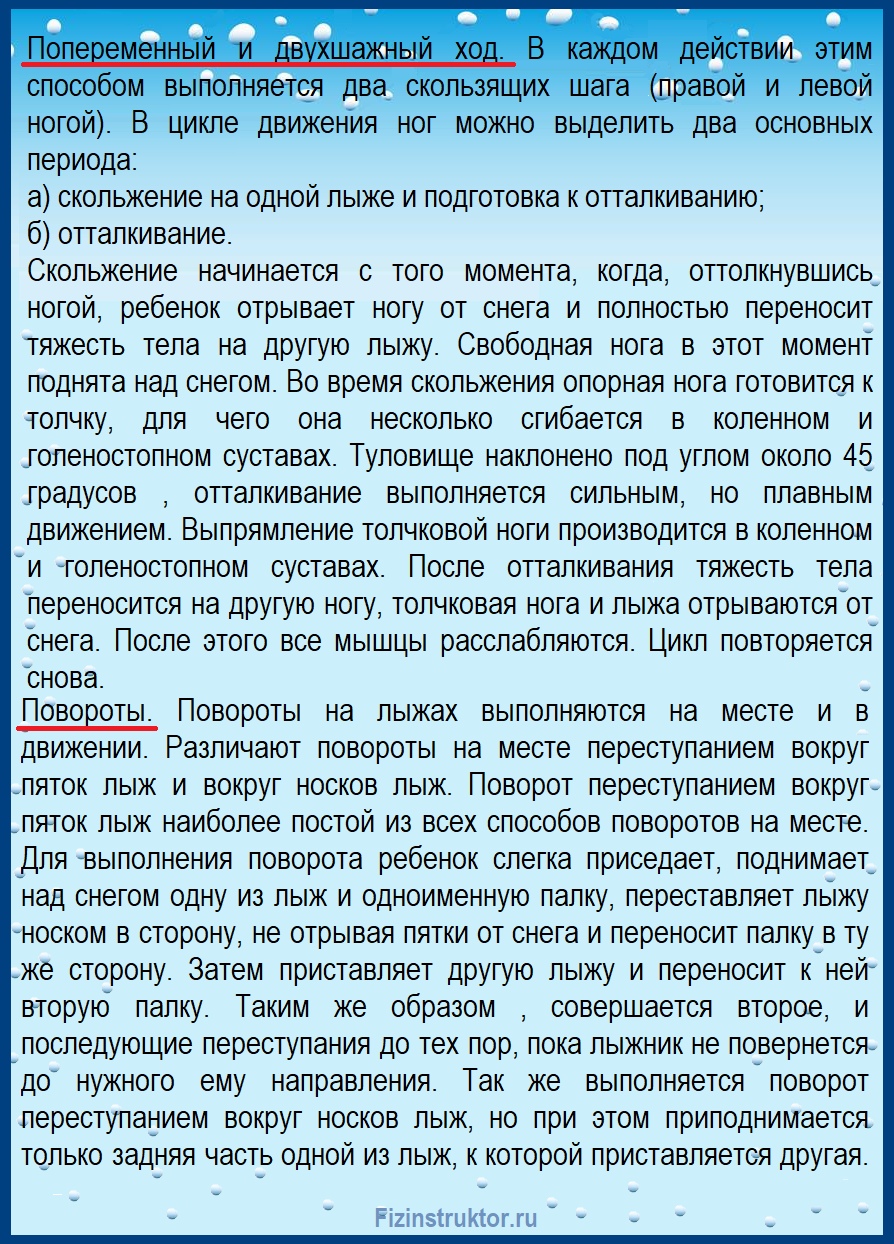 Попеременный и двухшажный ход. В каждом действии этим
способом выполняется два скользящих шага (правой и левой
ногой). В цикле движения ног можно выделить два основных
периода:
а) скольжение на одной лыже и подготовка к отталкиванию;
б) отталкивание.
Скольжение начинается с того момента, когда, оттолкнувшись
ногой, ребенок отрывает ногу от снега и полностью переносит
тяжесть тела на другую лыжу. Свободная нога в этот момент
поднята над снегом. Во время скольжения опорная нога готовится к
толчку, для чего она несколько сгибается в коленном и
голеностопном суставах. Туловище наклонено под углом около 45
градусов , отталкивание выполняется сильным, но плавным
движением. Выпрямление толчковой ноги производится в коленном
и голеностопном суставах. После отталкивания тяжесть тела
переносится на другую ногу, толчковая нога и лыжа отрываются от
снега. После этого все мышцы расслабляются. Цикл повторяется
снова.
Повороты. Повороты на лыжах выполняются на месте и в
движении. Различают повороты на месте переступанием вокруг
пяток лыж и вокруг носков лыж. Поворот переступанием вокруг
пяток лыж наиболее постой из всех способов поворотов на месте.
Для выполнения поворота ребенок слегка приседает, поднимает
над снегом одну из лыж и одноименную палку, переставляет лыжу
носком в сторону, не отрывая пятки от снега и переносит палку в ту
же сторону. Затем приставляет другую лыжу и переносит к ней
вторую палку. Таким же образом , совершается второе, и
последующие переступания до тех пор, пока лыжник не повернется
до нужного ему направления. Так же выполняется поворот
переступанием вокруг носков лыж, но при этом приподнимается
только задняя часть одной из лыж, к которой приставляется другая.
Fizinstruktor.ru